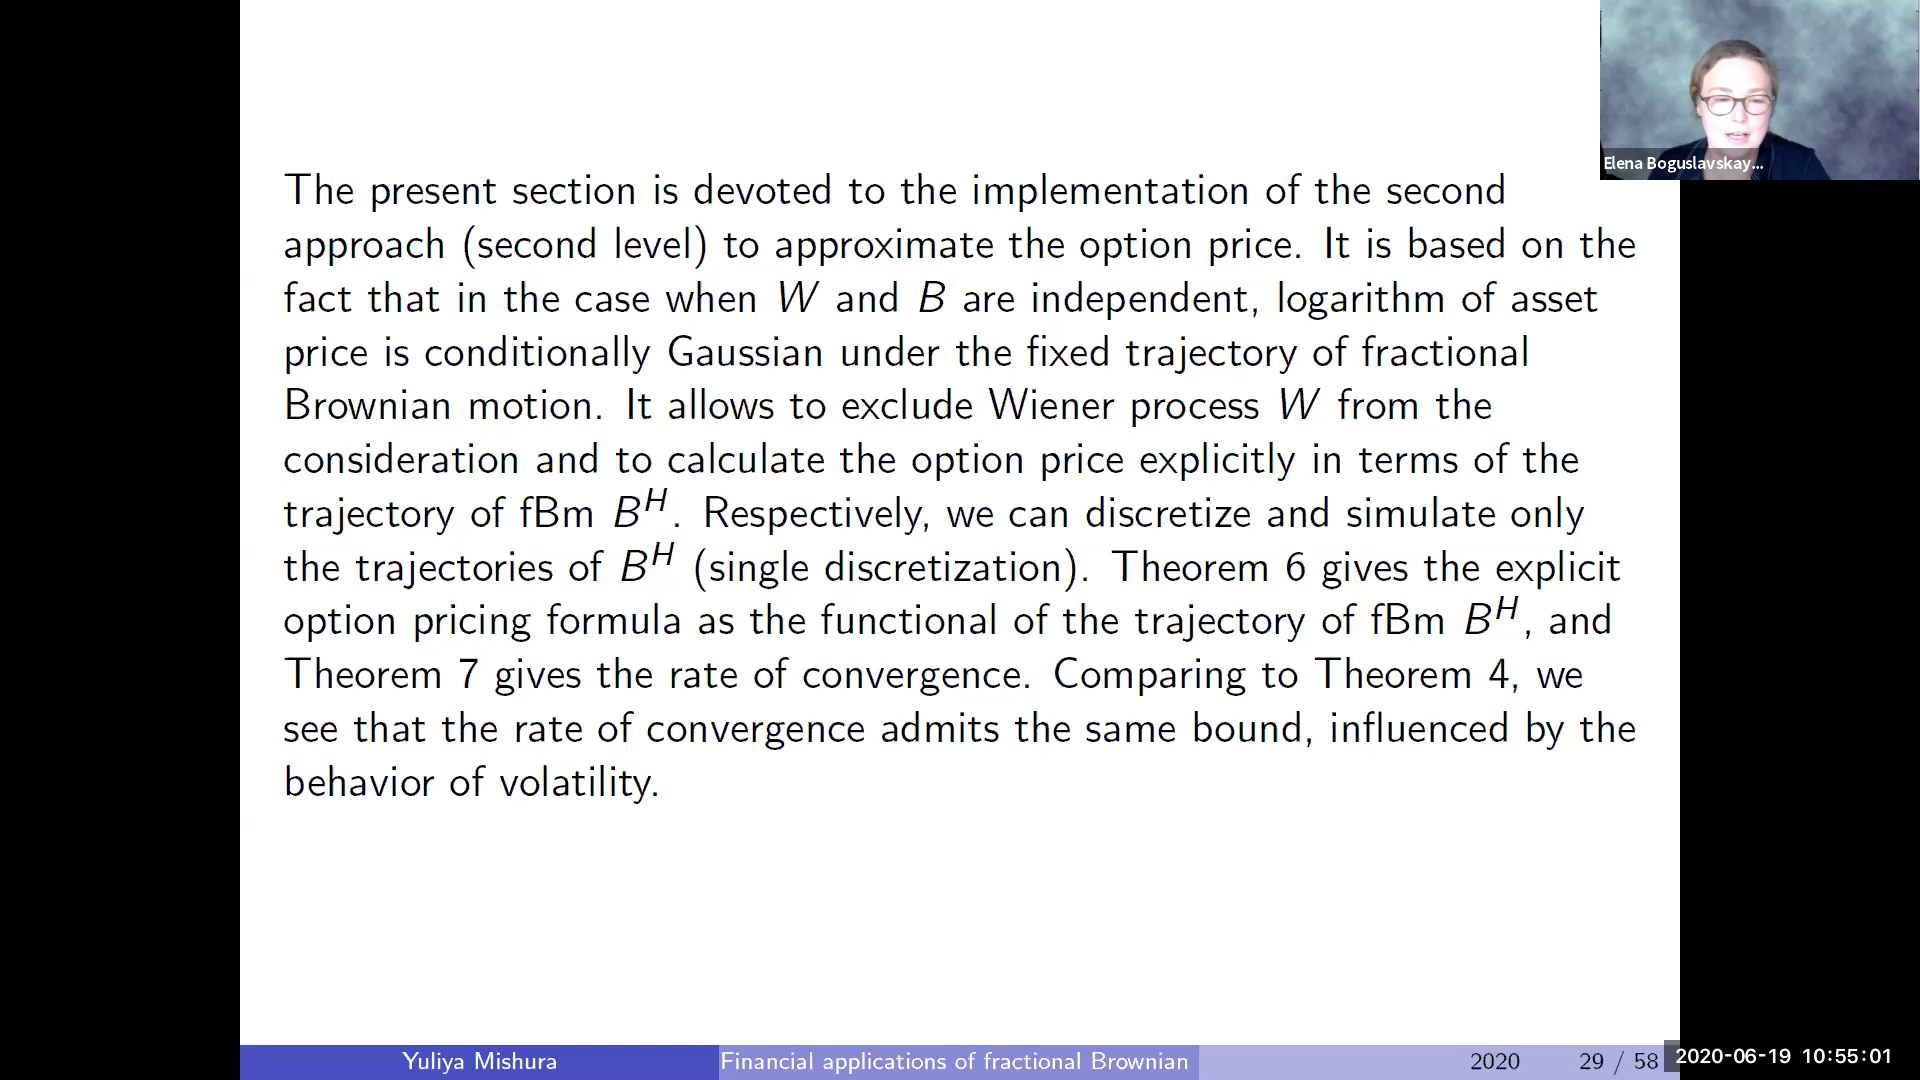 Elena Boguslavskay...
The present section is devoted to the implementation of the second
approach (second level) to approximate the option price. It is based on the
fact that in the case when W and B are independent, logarithm of asset
price is conditionally Gaussian under the fixed trajectory of fractional
Brownian motion. It allows to exclude Wiener process W from the
consideration and to calculate the option price explicitly in terms of the
trajectory of fBm B^H. Respectively, we can discretize and simulate only
the trajectories of B^H (single discretization). Theorem 6 gives the explicit
option pricing formula as the functional of the trajectory of fBm B^H, and
Theorem 7 gives the rate of convergence. Comparing to Theorem 4, we
see that the rate of convergence admits the same bound, influenced by the
behavior of volatility.
Yuliya Mishura Financial applications of fractional Brownian 2020 29 / 58
2020-06-19 10:55:01